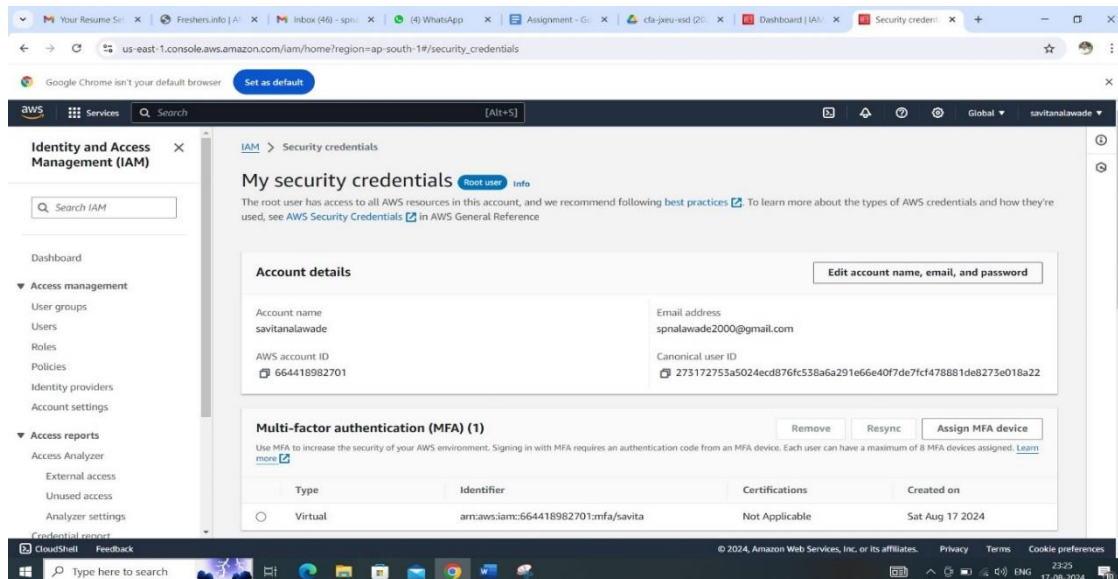 Your Resume Se
Freshers.info | A
Inbox (46) - spn
(4) WhatsApp
Assignment - G
cfa-jxeu-xsd (20
Dashboard | IAM
Security credent
us-east-1.console.aws.amazon.com/iam/home?region=ap-south-1#/security_credentials
Google Chrome isn't your default browser
Set as default
aws
Services
Search
[Alt+S]
Global
savitanalawade
Identity and Access Management (IAM)
Search IAM
Dashboard
Access management
User groups
Users
Roles
Policies
Identity providers
Account settings
Access reports
Access Analyzer
External access
Unused access
Analyzer settings
Credential report
IAM > Security credentials
My security credentials Root user Info
The root user has access to all AWS resources in this account, and we recommend following best practices. To learn more about the types of AWS credentials and how they're
used, see AWS Security Credentials in AWS General Reference
Account details
Edit account name, email, and password
Account name
savitanalawade
Email address
spnalawade2000@gmail.com
AWS account ID
664418982701
Canonical user ID
273172753a5024ecd876fc538a6a291e66e40f7de7fcf478881de8273e018a22
Multi-factor authentication (MFA) (1)
Remove
Resync
Assign MFA device
Use MFA to increase the security of your AWS environment. Signing in with MFA requires an authentication code from an MFA device. Each user can have a maximum of 8 MFA devices assigned. Learn
more
Type Identifier Certifications Created on
Virtual arn:aws:iam::664418982701:mfa/savita Not Applicable Sat Aug 17 2024
CloudShell Feedback
© 2024, Amazon Web Services, Inc. or its affiliates. Privacy Terms Cookie preferences
Type here to search
ENG
23:25
17-08-2024